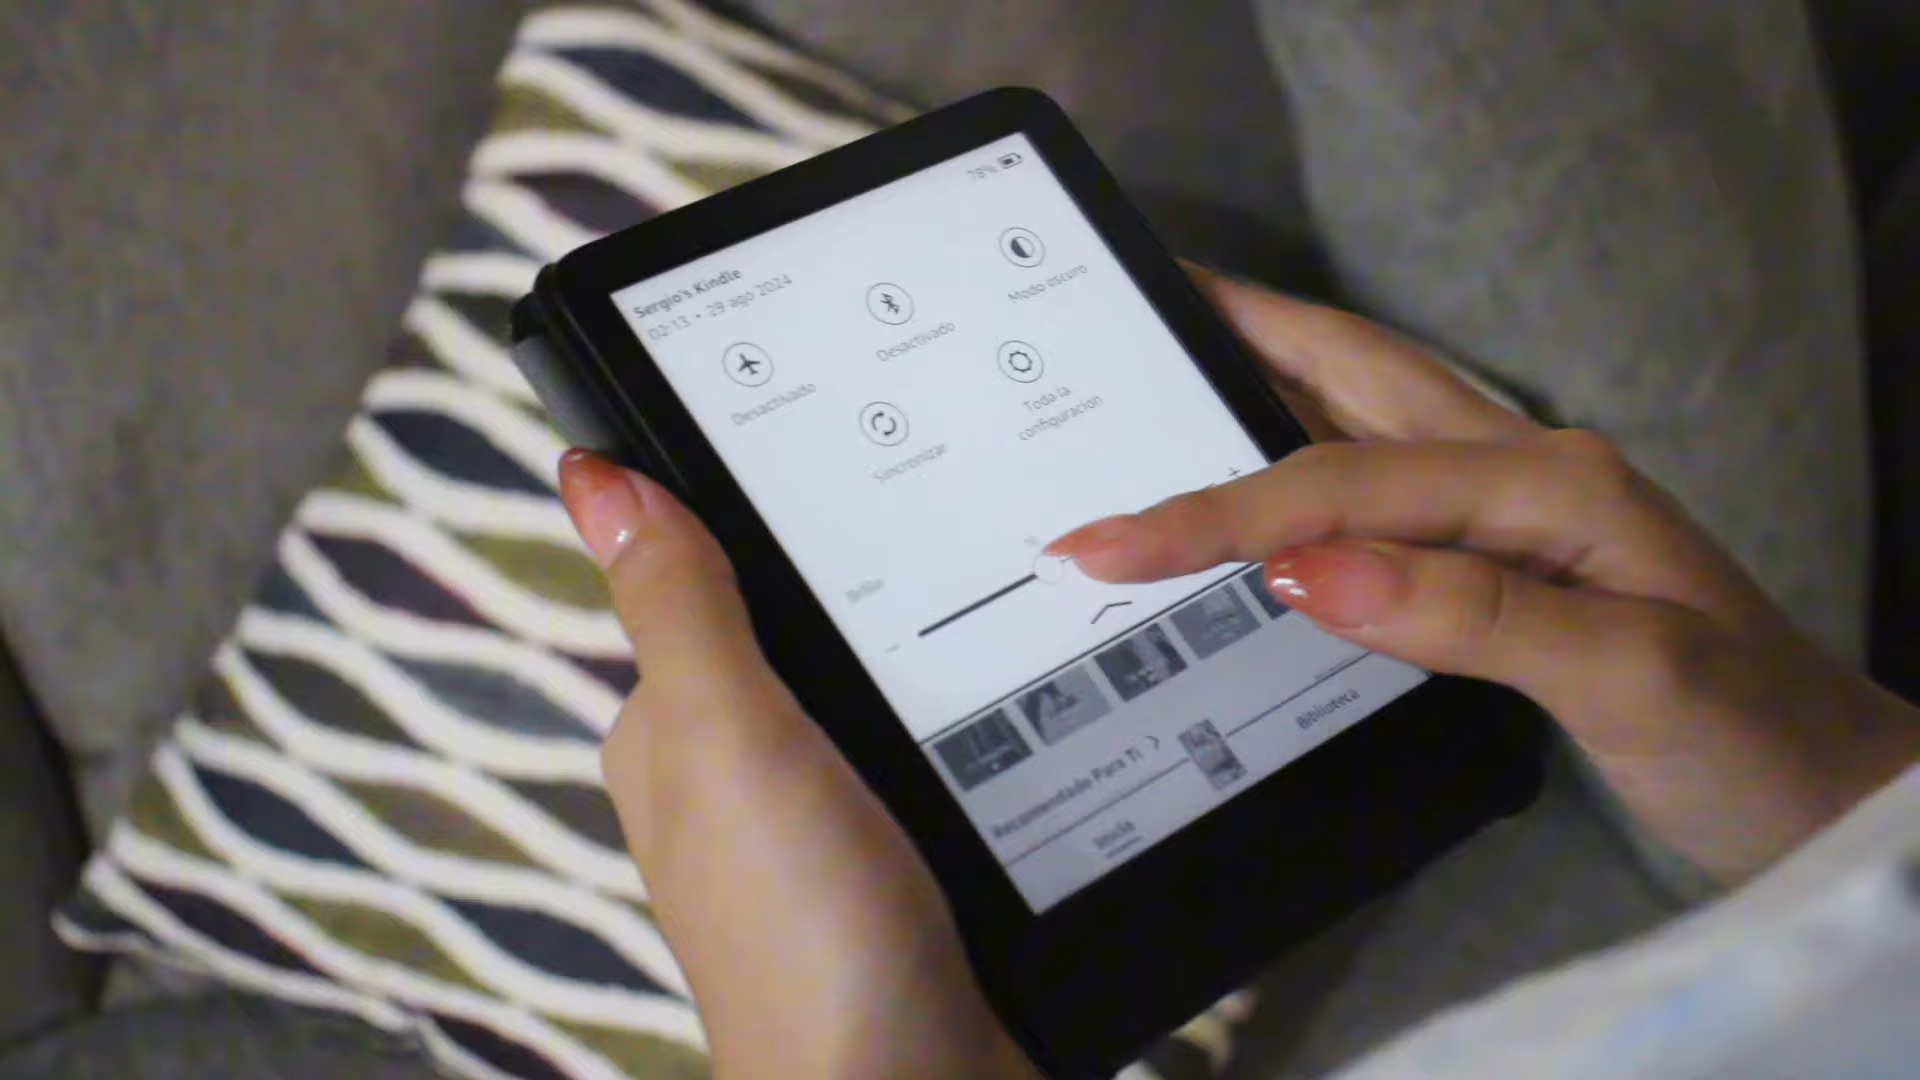 78%
Sergio's Kindle
02:13 • 29 ago 2024
Desactivado
Desactivado
Modo oscuro
Sincronizar
Toda la
configuracion
Brillo
Recomendado Para Ti
Inicio
Biblioteca